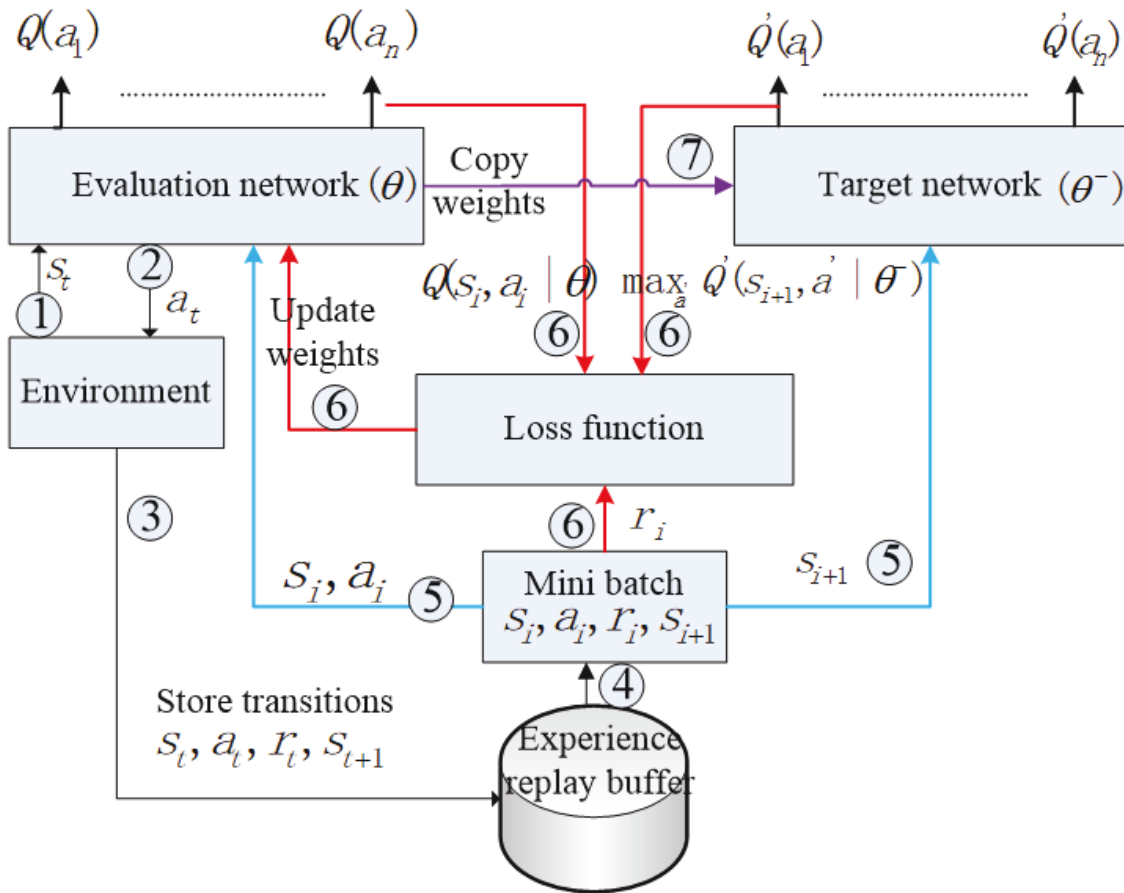 Q(a₁)
Q(aₙ)
Q'(a₁)
Q'(aₙ)
........................
........................
Evaluation network (θ)
Copy
weights
⑦
Target network (θ⁻)
sₜ
②
①
aₜ
Q(sᵢ, aᵢ | θ)
maxₐ' Q'(sᵢ₊₁, a' | θ⁻)
Update
weights
⑥
⑥
Environment
⑥
Loss function
③
⑥
rᵢ
sᵢ, aᵢ
⑤
Mini batch
sᵢ, aᵢ, rᵢ, sᵢ₊₁
sᵢ₊₁
⑤
④
Store transitions
sₜ, aₜ, rₜ, sₜ₊₁
Experience
replay buffer